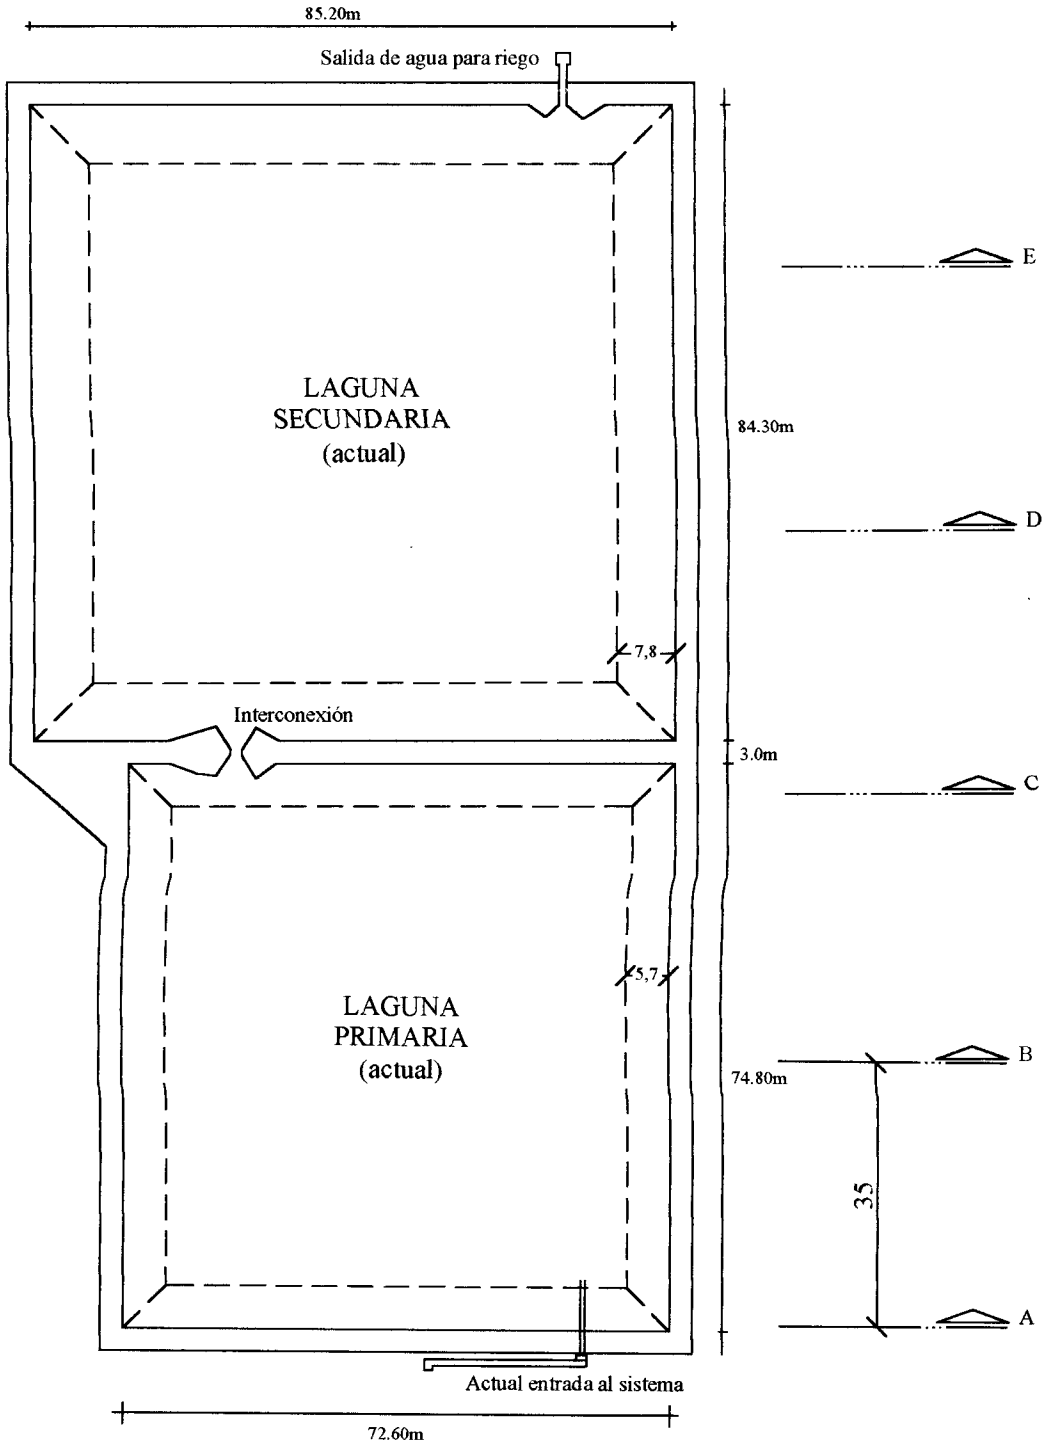 85.20m
Salida de agua para riego
E
LAGUNA
SECUNDARIA
(actual)
84.30m
D
7,8
Interconexión
3.0m
C
5,7
LAGUNA
PRIMARIA
(actual)
B
74.80m
35
A
Actual entrada al sistema
72.60m